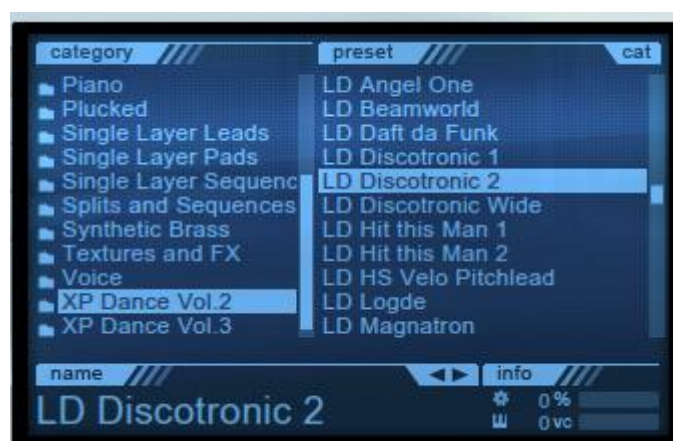 category
preset
cat
Piano
Plucked
Single Layer Leads
Single Layer Pads
Single Layer Sequenc
Splits and Sequences
Synthetic Brass
Textures and FX
Voice
XP Dance Vol.2
XP Dance Vol.3
LD Angel One
LD Beamworld
LD Daft da Funk
LD Discotronic 1
LD Discotronic 2
LD Discotronic Wide
LD Hit this Man 1
LD Hit this Man 2
LD HS Velo Pitchlead
LD Logde
LD Magnatron
name
info
LD Discotronic 2
0 %
0 vc